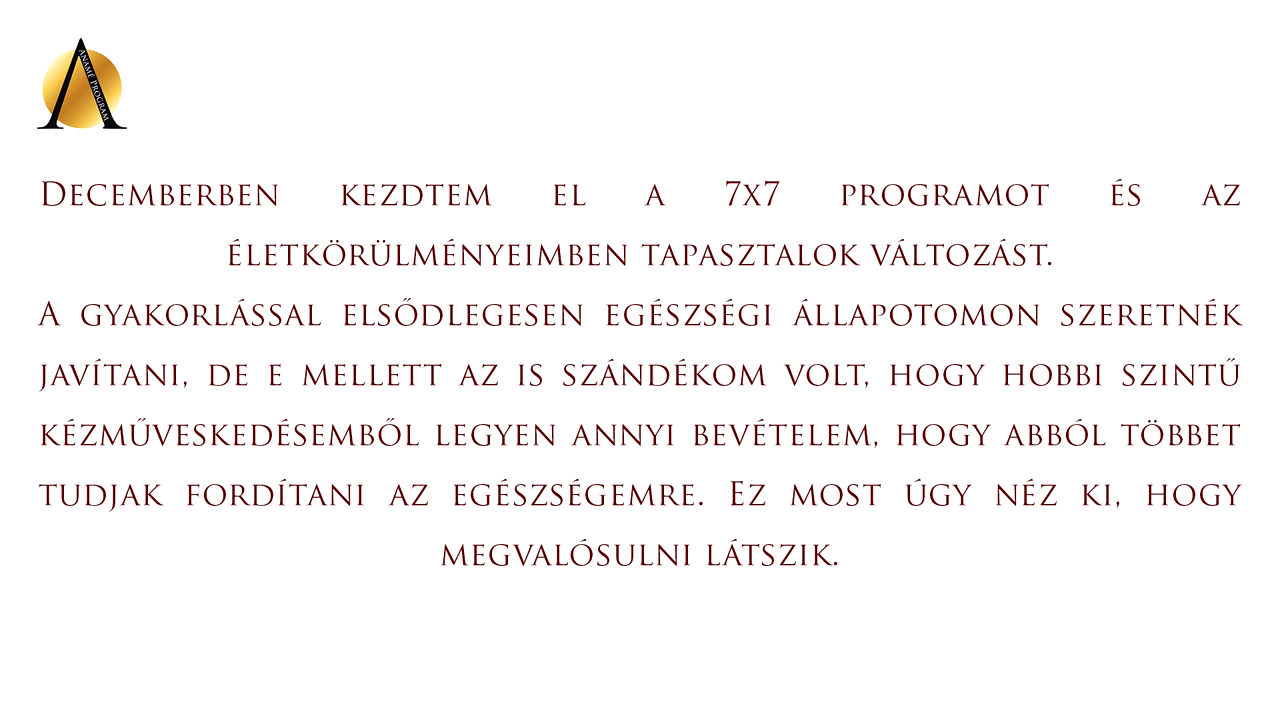 Anamé Program
Decemberben kezdtem el a 7x7 programot és az
életkörülményeimben tapasztalok változást.
A gyakorlással elsődlegesen egészségi állapotomon szeretnék
javítani, de e mellett az is szándékom volt, hogy hobbi szintű
kézműveskedésemből legyen annyi bevételem, hogy abból többet
tudjak fordítani az egészségemre. Ez most úgy néz ki, hogy
megvalósulni látszik.